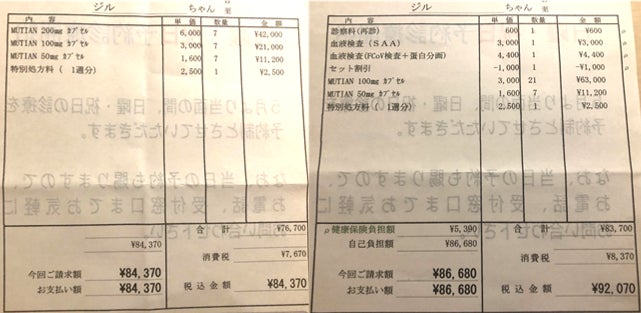 ジル ちゃん 至
内 容 単 価 数量 金 額
MUTIAN 200mg カプセル 6,000 7 ¥42,000
MUTIAN 100mg カプセル 3,000 7 ¥21,000
MUTIAN 50mg カプセル 1,600 7 ¥11,200
特別処方料 ( 1週分) 2,500 1 ¥2,500
合 計 ¥76,700
¥84,370
消費税 ¥7,670
今回ご請求額 ¥84,370
お支払い額 ¥84,370 税 込 金 額 ¥84,370
ジル ちゃん 至
内 容 単 価 数量 金 額
診察料(再診) 600 1 ¥600
血液検査 (SAA) 3,000 1 ¥3,000
血液検査(FCoV検査+蛋白分画) 4,400 1 ¥4,400
セット割引 -1,000 1 -¥1,000
MUTIAN 100mg カプセル 3,000 21 ¥63,000
MUTIAN 50mg カプセル 1,600 7 ¥11,200
特別処方料 ( 1週分) 2,500 1 ¥2,500
健康保険負担額 ¥5,390 合 計 ¥83,700
自己負担額 ¥86,680
消費税 ¥8,370
今回ご請求額 ¥86,680
お支払い額 ¥86,680 税 込 金 額 ¥92,070